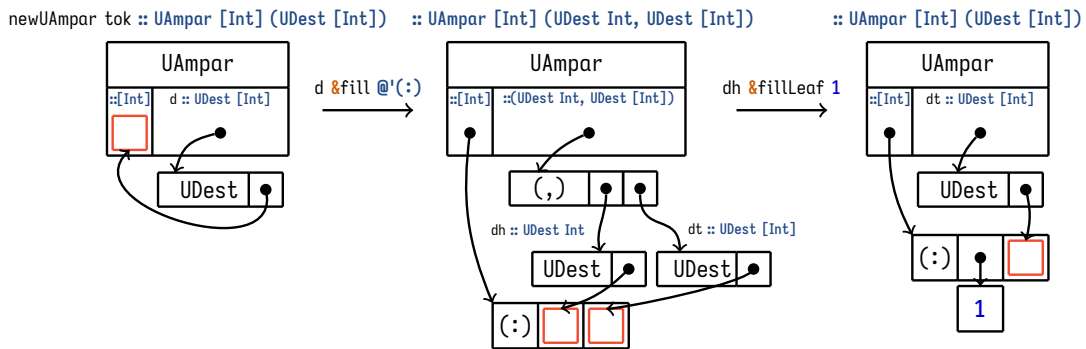 newUAmpar tok :: UAmpar [Int] (UDest [Int])
:: UAmpar [Int] (UDest Int, UDest [Int])
:: UAmpar [Int] (UDest [Int])
UAmpar
::[Int]
d :: UDest [Int]
UDest
d &fill @'(:)
UAmpar
::[Int]
::(UDest Int, UDest [Int])
(,)
dh :: UDest Int
dt :: UDest [Int]
UDest
UDest
(:)
dh &fillLeaf 1
UAmpar
::[Int]
dt :: UDest [Int]
UDest
(:)
1